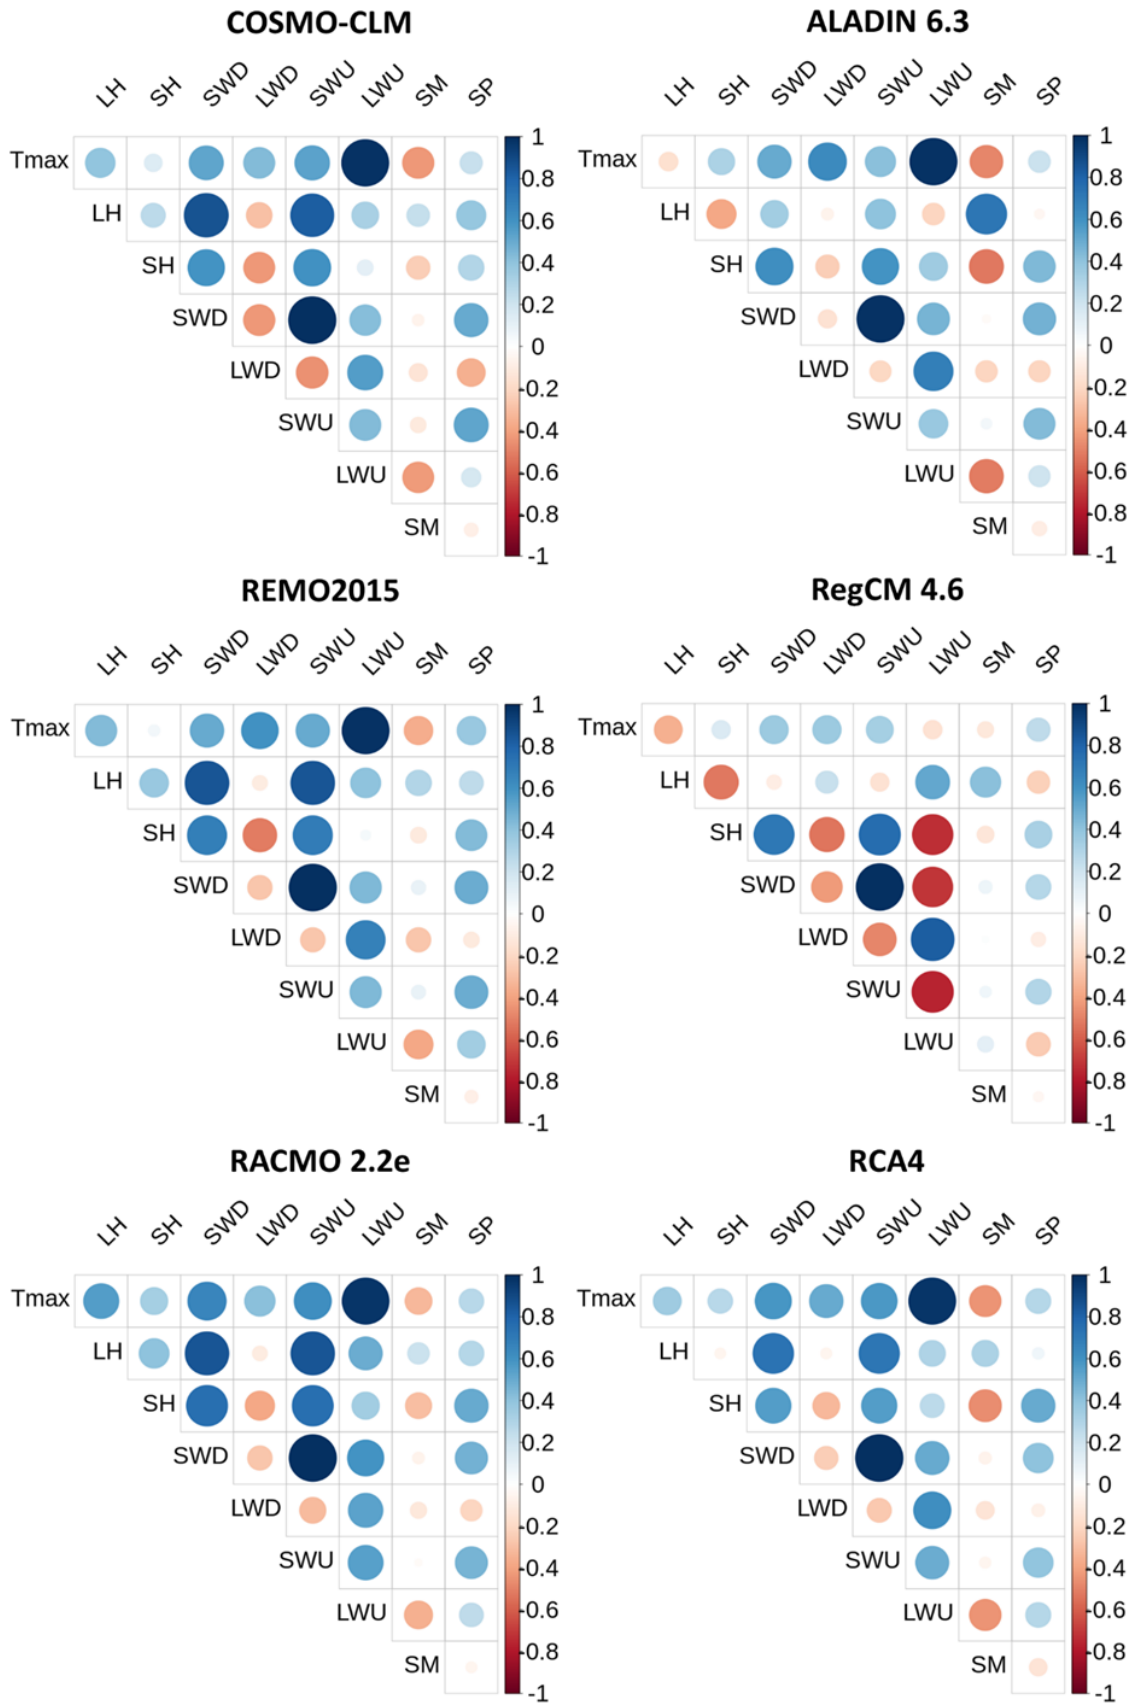 COSMO-CLM
LH SH SWD LWD SWU LWU SM SP
Tmax
LH
SH
SWD
LWD
SWU
LWU
SM
1
0.8
0.6
0.4
0.2
0
-0.2
-0.4
-0.6
-0.8
-1
ALADIN 6.3
LH SH SWD LWD SWU LWU SM SP
Tmax
LH
SH
SWD
LWD
SWU
LWU
SM
1
0.8
0.6
0.4
0.2
0
-0.2
-0.4
-0.6
-0.8
-1
REMO2015
LH SH SWD LWD SWU LWU SM SP
Tmax
LH
SH
SWD
LWD
SWU
LWU
SM
1
0.8
0.6
0.4
0.2
0
-0.2
-0.4
-0.6
-0.8
-1
RegCM 4.6
LH SH SWD LWD SWU LWU SM SP
Tmax
LH
SH
SWD
LWD
SWU
LWU
SM
1
0.8
0.6
0.4
0.2
0
-0.2
-0.4
-0.6
-0.8
-1
RACMO 2.2e
LH SH SWD LWD SWU LWU SM SP
Tmax
LH
SH
SWD
LWD
SWU
LWU
SM
1
0.8
0.6
0.4
0.2
0
-0.2
-0.4
-0.6
-0.8
-1
RCA4
LH SH SWD LWD SWU LWU SM SP
Tmax
LH
SH
SWD
LWD
SWU
LWU
SM
1
0.8
0.6
0.4
0.2
0
-0.2
-0.4
-0.6
-0.8
-1